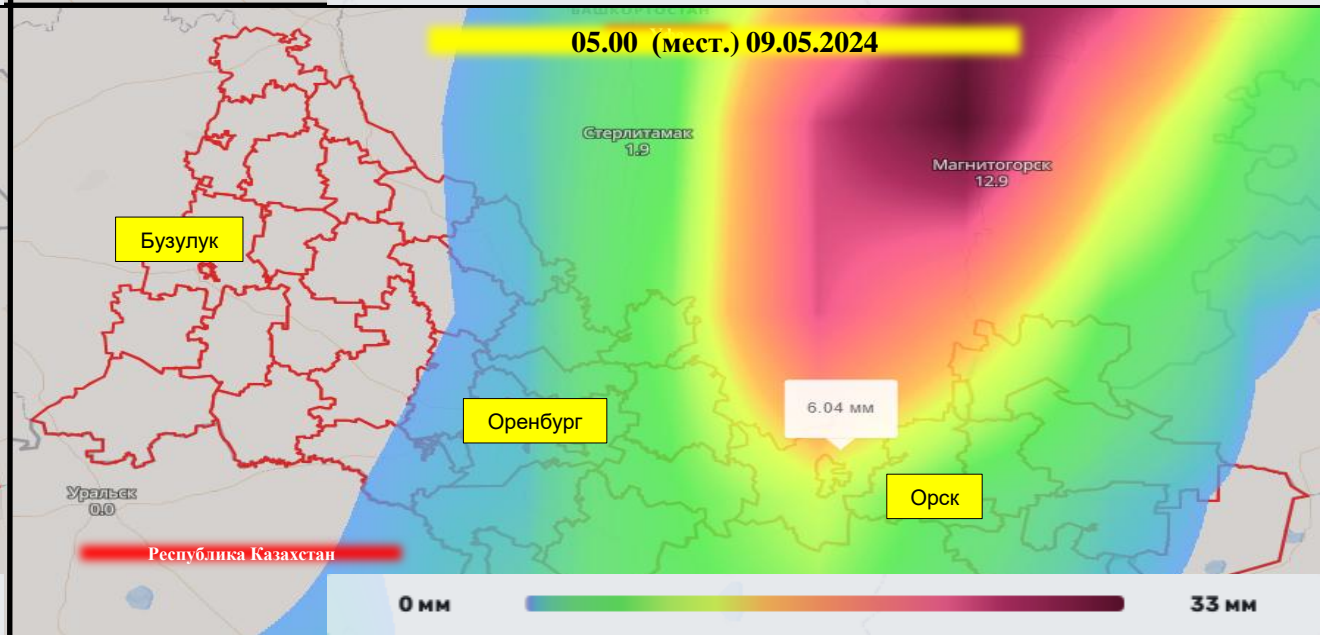 БАШКОРТОСТАН
05.00 (мест.) 09.05.2024
Стерлитамак
1.9
Магнитогорск
12.9
Бузулук
6.04 мм
Оренбург
Орск
Уральск
0.0
Республика Казахстан
0 мм
33 мм